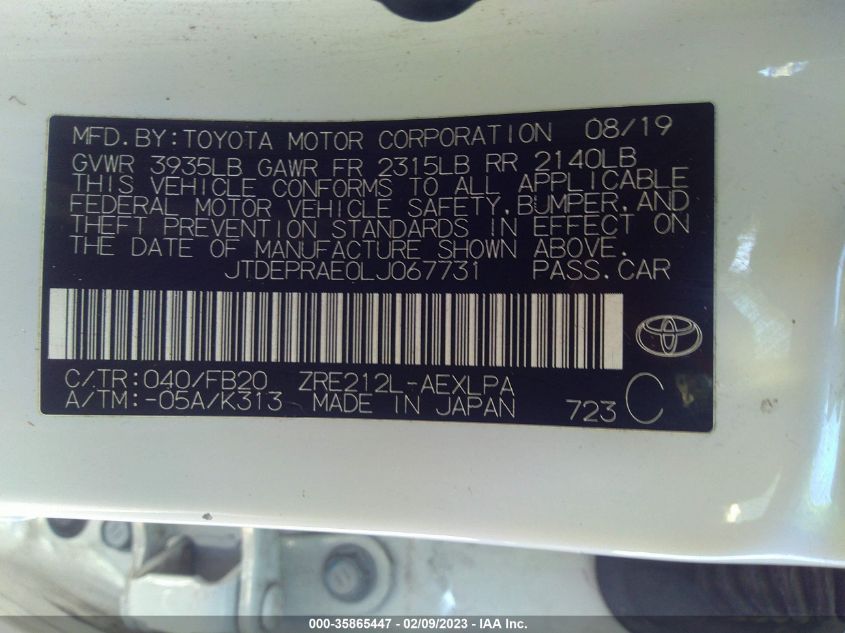 MFD.BY:TOYOTA MOTOR CORPORATION 08/19
GVWR 3935LB GAWR FR 2315LB RR 2140LB
THIS VEHICLE CONFORMS TO ALL APPLICABLE
FEDERAL MOTOR VEHICLE SAFETY,BUMPER,AND
THEFT PREVENTION STANDARDS IN EFFECT ON
THE DATE OF MANUFACTURE SHOWN ABOVE.
JTDEPRAE0LJ067731 PASS.CAR
C/TR:040/FB20 ZRE212L-AEXLPA
A/TM:-05A/K313 MADE IN JAPAN 723 C
000-35865447 - 02/09/2023 - IAA Inc.